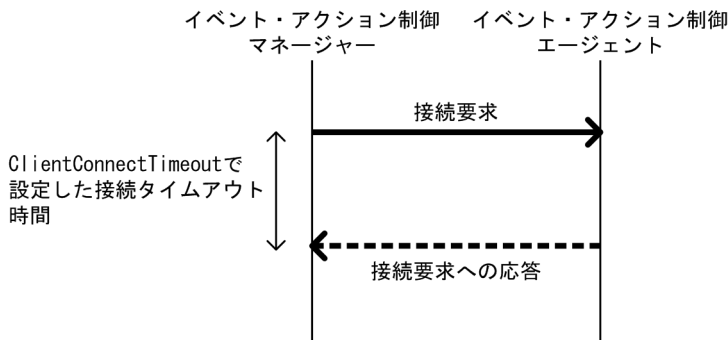 イベント・アクション制御
マネージャー
イベント・アクション制御
エージェント
接続要求
ClientConnectTimeoutで
設定した接続タイムアウト
時間
接続要求への応答